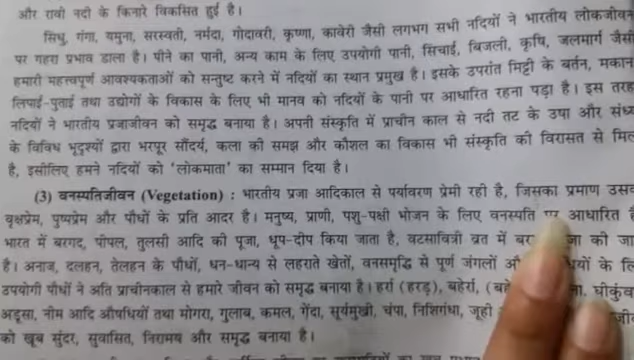 और रावी नदी के किनारे विकसित हुई है।
सिंधु, गंगा, यमुना, सरस्वती, नर्मदा, गोदावरी, कृष्णा, कावेरी जैसी लगभग सभी नदियों ने भारतीय लोकजीवन
पर गहरा प्रभाव डाला है। पीने का पानी, अन्य काम के लिए उपयोगी पानी, सिंचाई, बिजली, कृषि, जलमार्ग जैसी
हमारी महत्त्वपूर्ण आवश्यकताओं को सन्तुष्ट करने में नदियों का स्थान प्रमुख है। इसके उपरांत मिट्टी के बर्तन, मकान
लिपाई-पुताई तथा उद्योगों के विकास के लिए भी मानव को नदियों के पानी पर आधारित रहना पड़ा है। इस तरह
नदियों ने भारतीय प्रजाजीवन को समृद्ध बनाया है। अपनी संस्कृति में प्राचीन काल से नदी तट के उषा और संध्य
के विविध भूदृश्यों द्वारा भरपूर सौंदर्य, कला की समझ और कौशल का विकास भी संस्कृति की विरासत से मिल
है, इसीलिए हमने नदियों को 'लोकमाता' का सम्मान दिया है।
(3) वनस्पतिजीवन (Vegetation) : भारतीय प्रजा आदिकाल से पर्यावरण प्रेमी रही है, जिसका प्रमाण उसक
वृक्षप्रेम, पुष्पप्रेम और पौधों के प्रति आदर है। मनुष्य, प्राणी, पशु-पक्षी भोजन के लिए वनस्पति पर आधारित है
भारत में बरगद, पीपल, तुलसी आदि की पूजा, धूप-दीप किया जाता है, वटसावित्री व्रत में की जा
है। अनाज, दलहन, तेलहन के पौधों, धन-धान्य से लहराते खेतों, वनसमृद्धि से पूर्ण जंगलों के लि
उपयोगी पौधों ने अति प्राचीनकाल से हमारे जीवन को समृद्ध बनाया है। हर्रा (हरड़), बहेर्रा, घीकुंव
अडूसा, नीम आदि औषधियों तथा मोगरा, गुलाब, कमल, गेंदा, सूर्यमुखी, चंपा, निशिगंधा, जूही
को खूब सुंदर, सुवासित, निरामय और समृद्ध बनाया है।